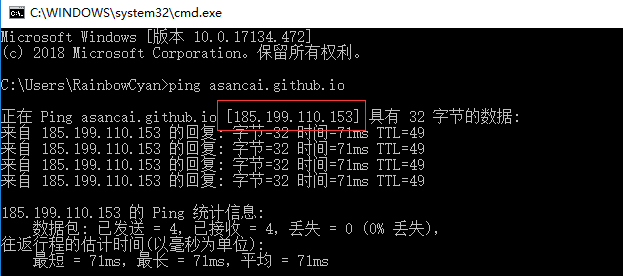 C:\WINDOWS\system32\cmd.exe
Microsoft Windows [版本 10.0.17134.472]
(c) 2018 Microsoft Corporation。保留所有权利。
C:\Users\RainbowCyan>ping asancai.github.io
正在 Ping asancai.github.io [185.199.110.153] 具有 32 字节的数据:
来自 185.199.110.153 的回复: 字节=32 时间=71ms TTL=49
来自 185.199.110.153 的回复: 字节=32 时间=71ms TTL=49
来自 185.199.110.153 的回复: 字节=32 时间=71ms TTL=49
来自 185.199.110.153 的回复: 字节=32 时间=71ms TTL=49
185.199.110.153 的 Ping 统计信息:
数据包: 已发送 = 4，已接收 = 4，丢失 = 0 (0% 丢失)，
往返行程的估计时间(以毫秒为单位):
最短 = 71ms，最长 = 71ms，平均 = 71ms